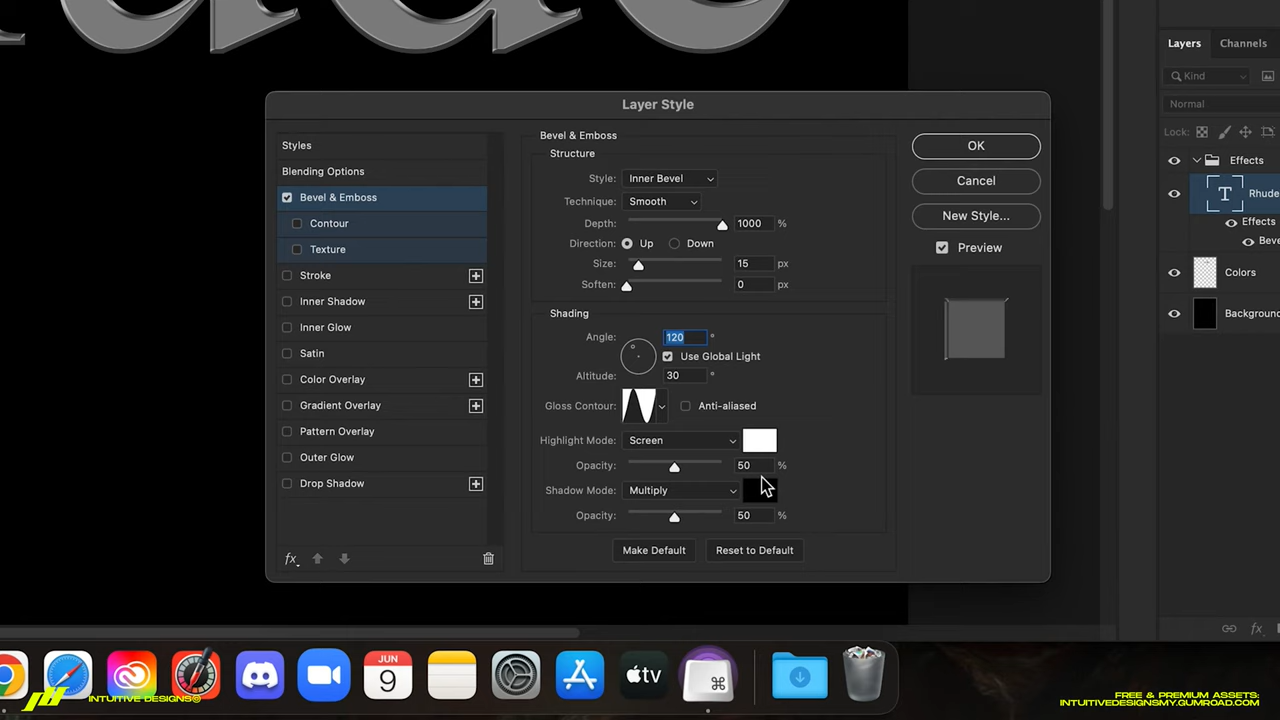 Layers
Channels
Kind
Normal
Lock:
Effects
T
Rhude
Effects
Beve
Colors
Background
Layer Style
Styles
Blending Options
Bevel & Emboss
Contour
Texture
Stroke
Inner Shadow
Inner Glow
Satin
Color Overlay
Gradient Overlay
Pattern Overlay
Outer Glow
Drop Shadow
fx
Bevel & Emboss
Structure
Style: Inner Bevel
Technique: Smooth
Depth: 1000 %
Direction: Up Down
Size: 15 px
Soften: 0 px
Shading
Angle: 120 °
Use Global Light
Altitude: 30 °
Gloss Contour: Anti-aliased
Highlight Mode: Screen
Opacity: 50 %
Shadow Mode: Multiply
Opacity: 50 %
Make Default
Reset to Default
OK
Cancel
New Style...
Preview
fx
JUN
9
tv
⌘
INTUITIVE DESIGNS©
FREE & PREMIUM ASSETS:
INTUITIVEDESIGNSMY.GUMROAD.COM